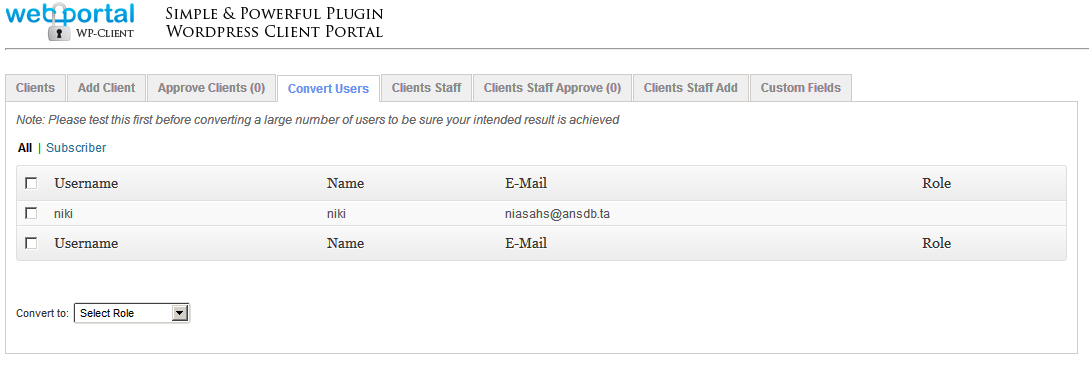 web portal
WP-Client
Simple & Powerful Plugin
Wordpress Client Portal
Clients Add Client Approve Clients (0) Convert Users Clients Staff Clients Staff Approve (0) Clients Staff Add Custom Fields
Note: Please test this first before converting a large number of users to be sure your intended result is achieved
All | Subscriber
Username Name E-Mail Role
niki niki niasahs@ansdb.ta
Username Name E-Mail Role
Convert to: Select Role